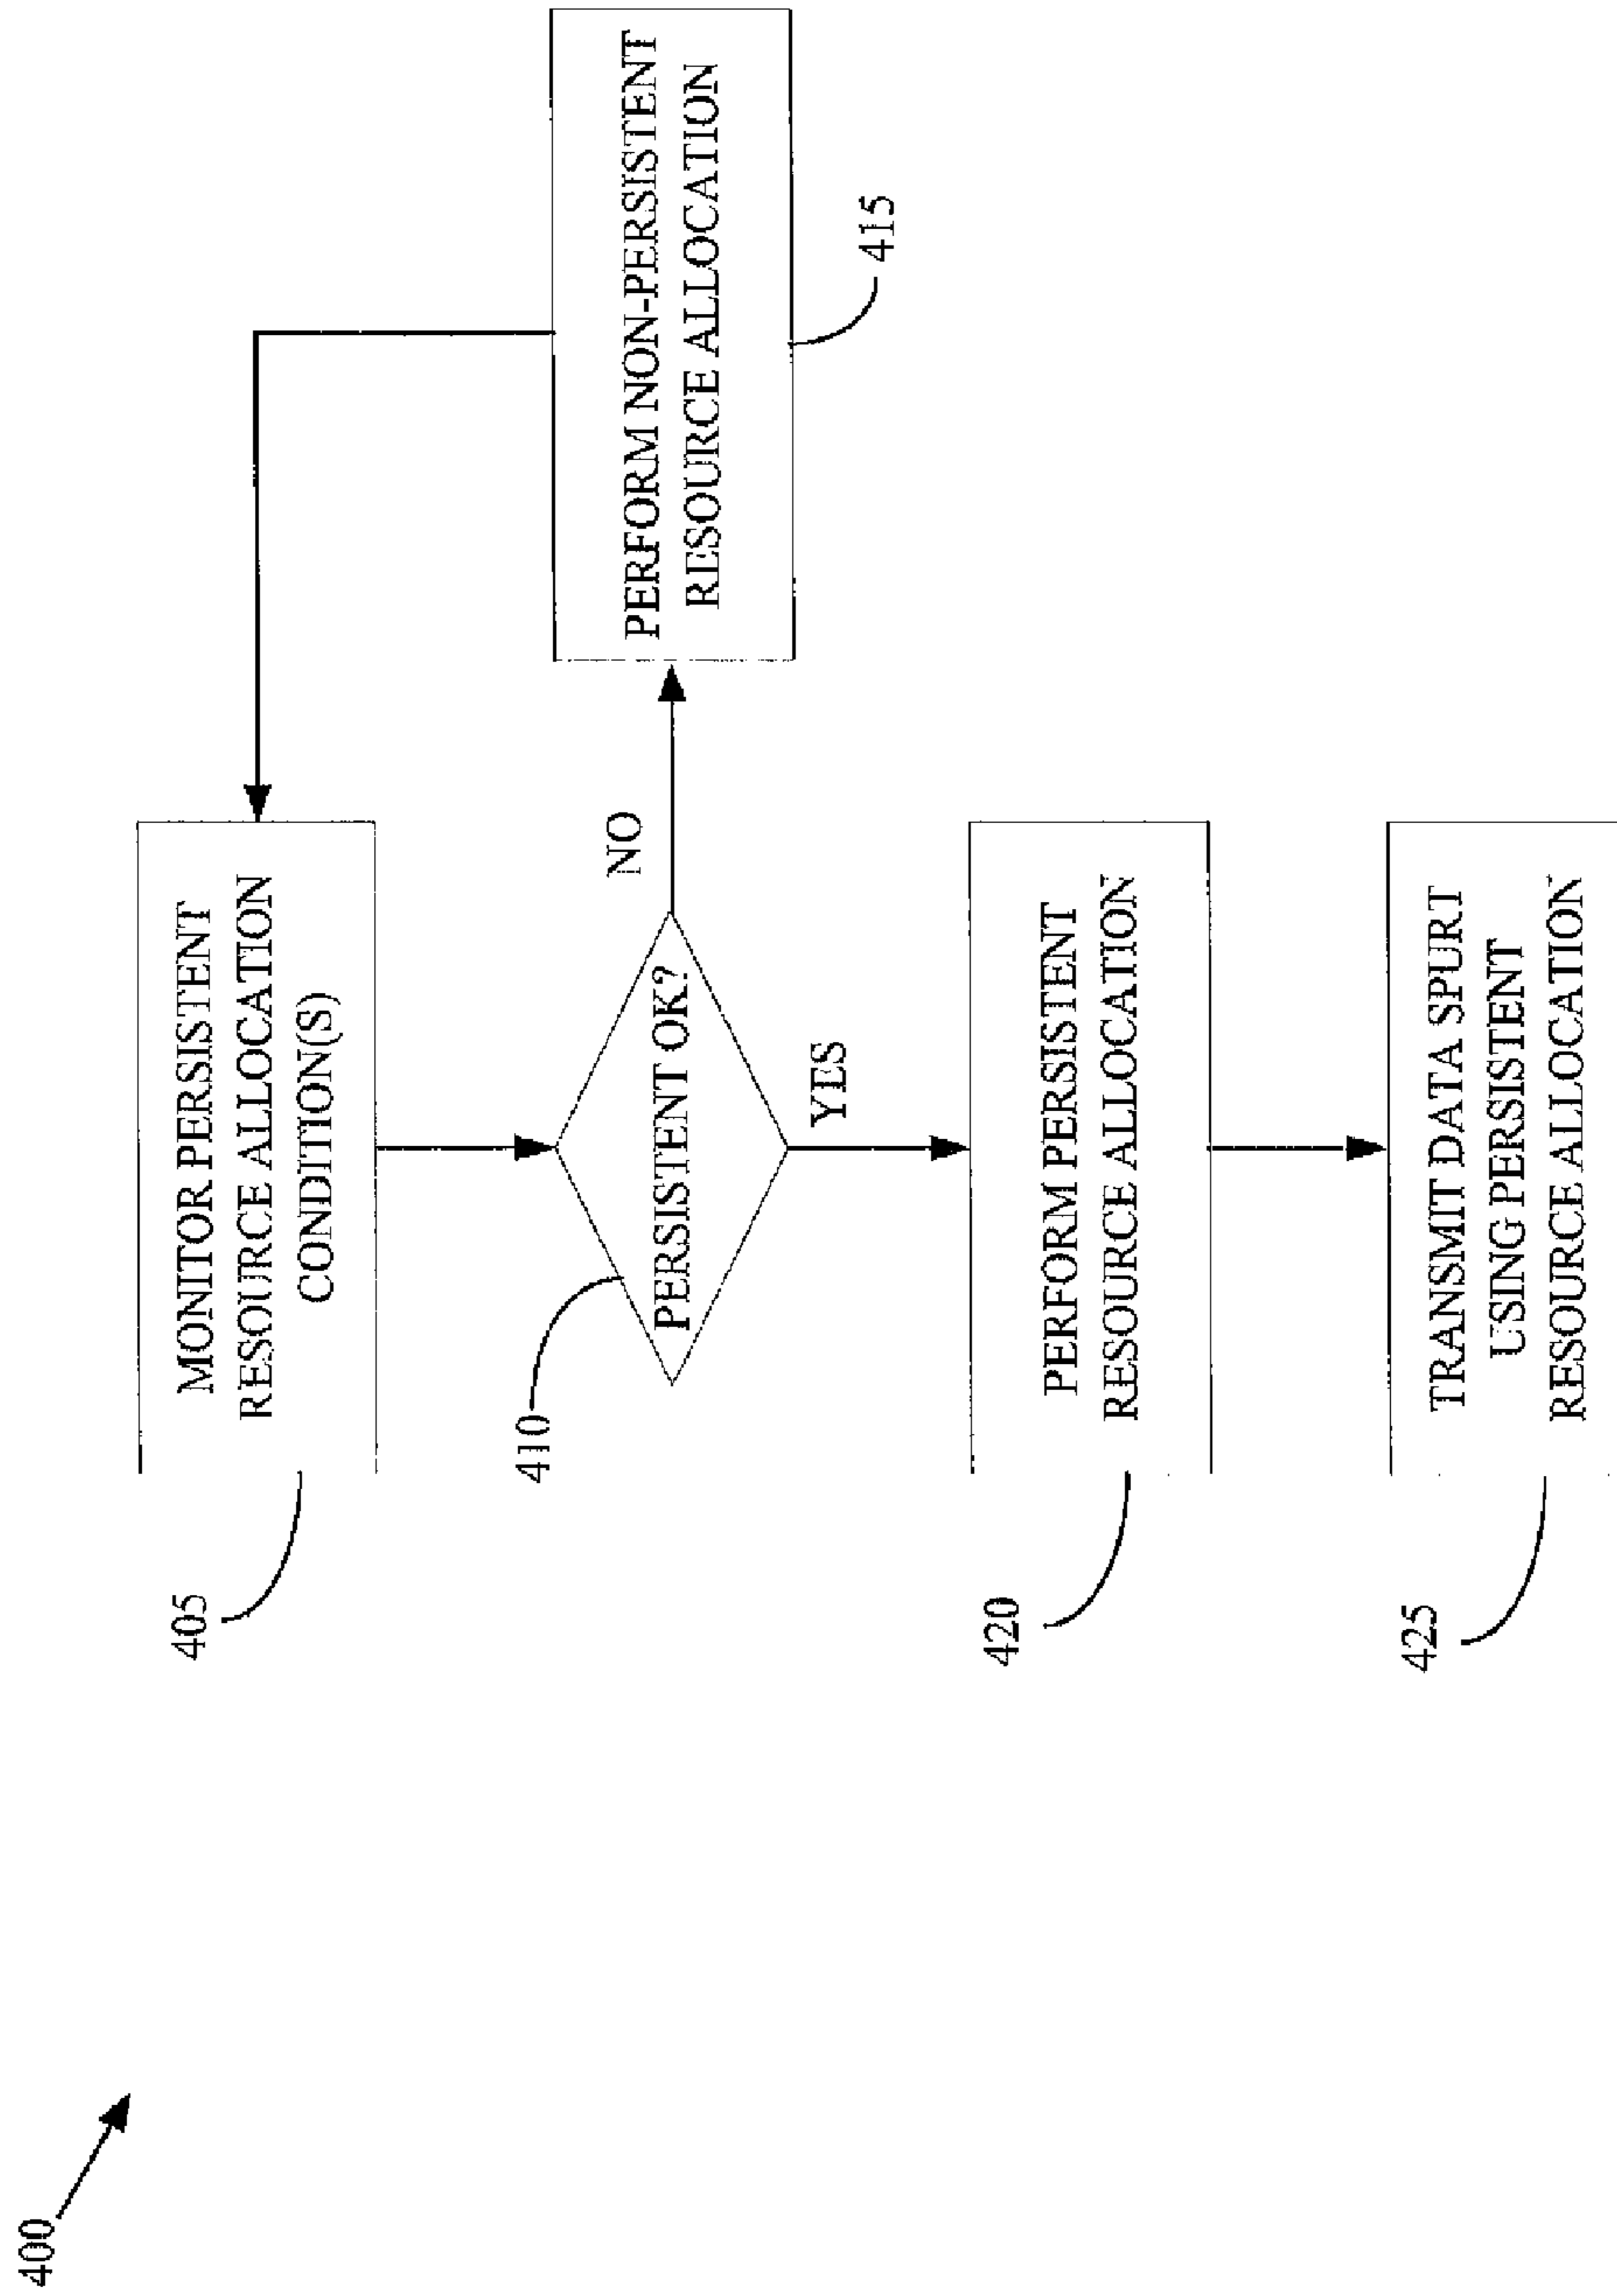 400
405
MONITOR PERSISTENT
RESOURCE ALLOCATION
CONDITION(S)
410
PERSISTENT OK?
NO
PERFORM NON-PERSISTENT
RESOURCE ALLOCATION
415
YES
420
PERFORM PERSISTENT
RESOURCE ALLOCATION
425
TRANSMIT DATA SPURT
USING PERSISTENT
RESOURCE ALLOCATION